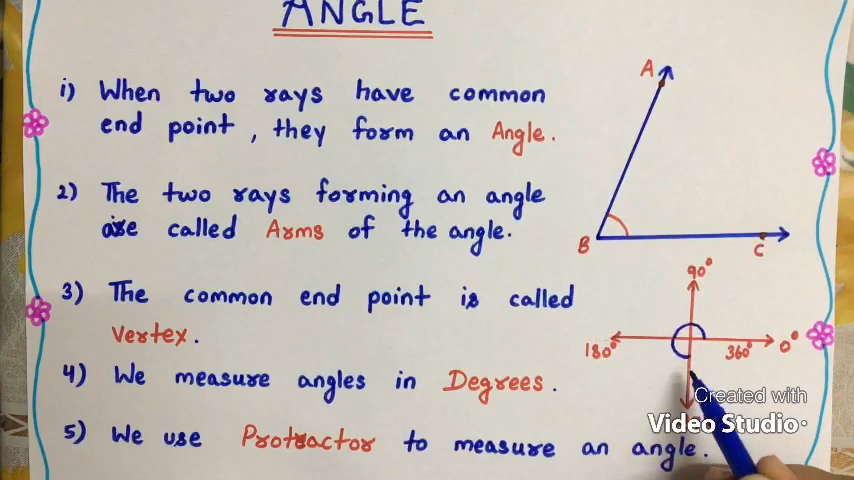 ANGLE
i) When two rays have common
end point, they form an Angle.
2) The two rays forming an angle
are called Arms of the angle.
3) The common end point is called
Vertex.
4) We measure angles in Degrees.
5) We use Protractor to measure an angle.
A
B
C
90°
180°
360°
0°
Created with
Video Studio